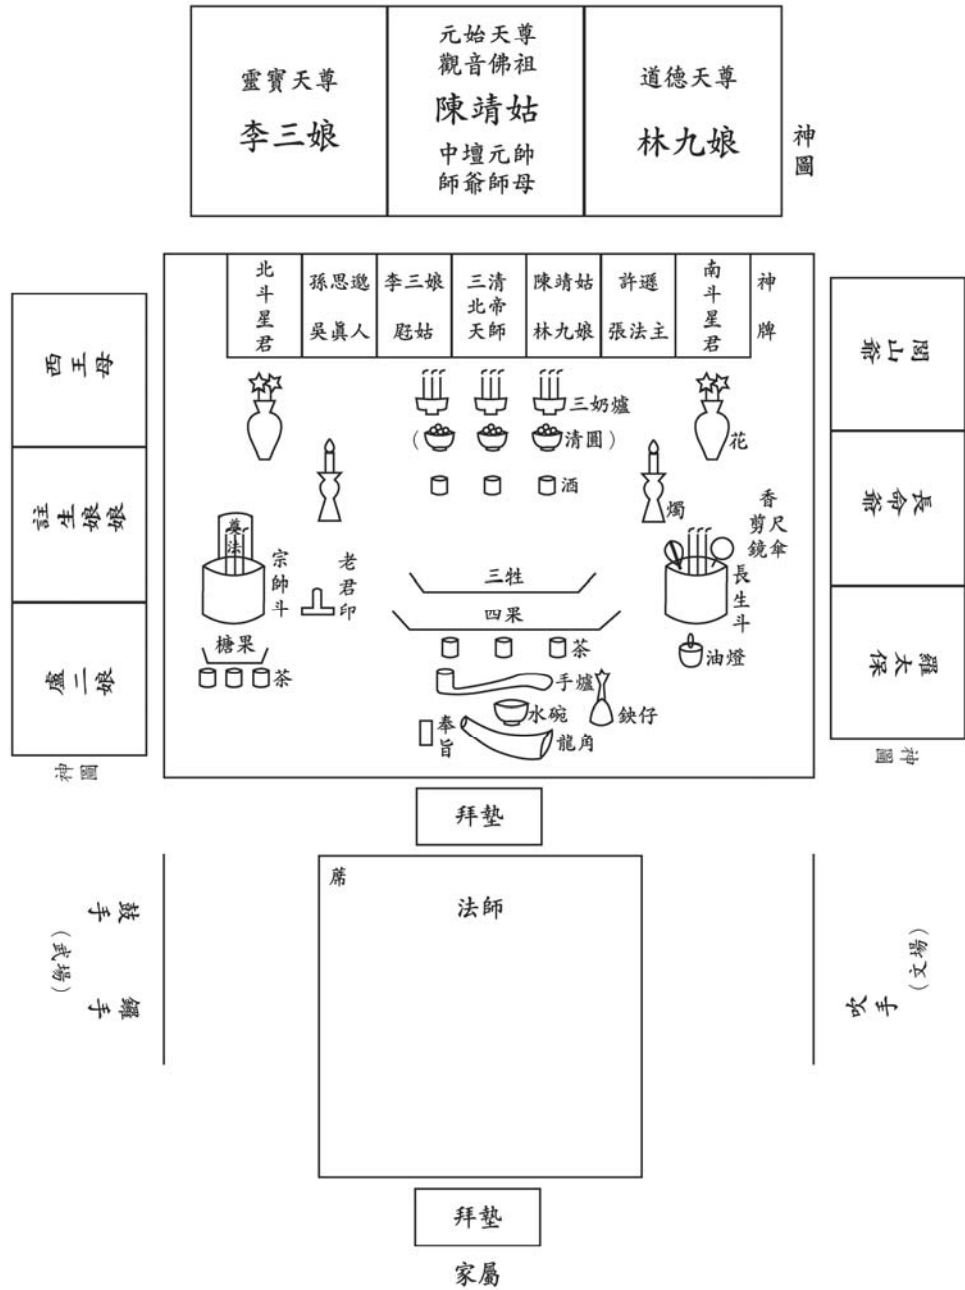 元始天尊
觀音佛祖
陳靖姑
中壇元帥
師爺師母
靈寶天尊
李三娘
道德天尊
林九娘
神圖
北斗星君
孫思邈
吳眞人
李三娘
三清
北帝
天師
陳靖姑
林九娘
許遜
張法主
南斗星君
神牌
西王母
註生娘娘
盧二娘
神圖
閭山爺
長命爺
羅太保
神圖
三奶爐
(清圓)
酒
花
燭
香
剪尺
鏡傘
長生斗
油燈
宗師斗
老君印
三牲
四果
茶
糖果
茶
手爐
水碗
鈸仔
奉旨
龍角
拜墊
蓆
法師
鼓手
鑼手
(武場)
吹手
(文場)
拜墊
家屬